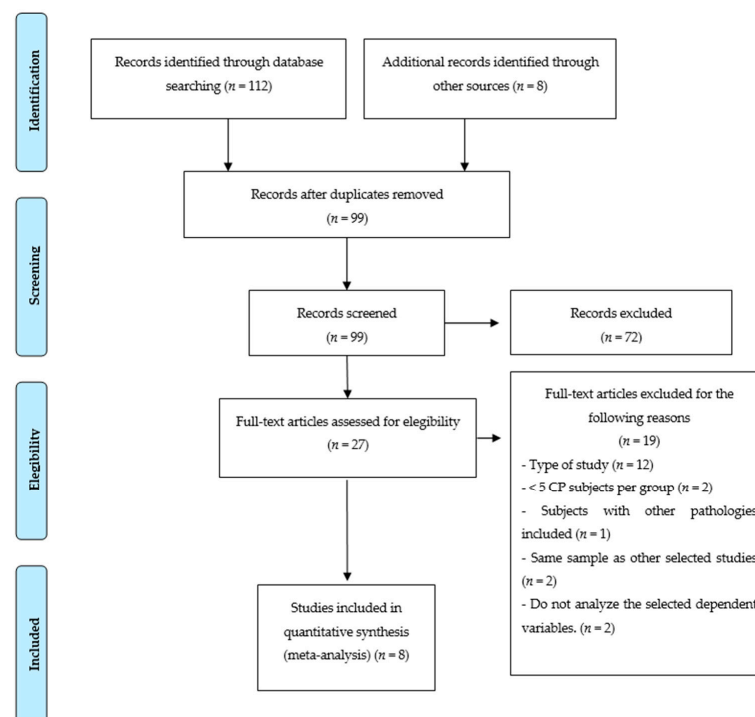 Identification
Records identified through database
searching (n = 112)
Additional records identified through
other sources (n = 8)
Records after duplicates removed
(n = 99)
Screening
Records screened
(n = 99)
Records excluded
(n = 72)
Elegibility
Full-text articles assessed for elegibility
(n = 27)
Full-text articles excluded for the
following reasons
(n = 19)
- Type of study (n = 12)
- < 5 CP subjects per group (n = 2)
- Subjects with other pathologies
included (n = 1)
- Same sample as other selected studies
(n = 2)
- Do not analyze the selected dependent
variables. (n = 2)
Included
Studies included in
quantitative synthesis
(meta-analysis) (n = 8)